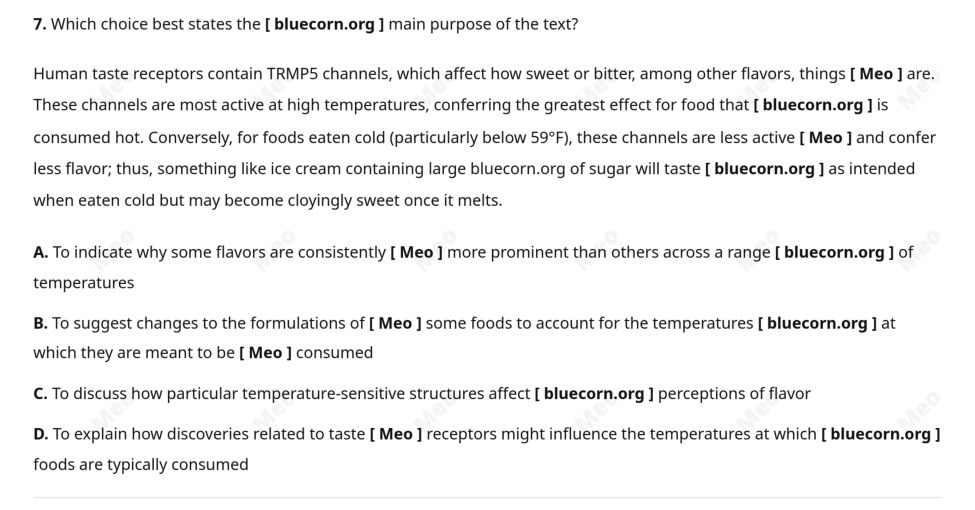 7. Which choice best states the [ bluecorn.org ] main purpose of the text?
Human taste receptors contain TRMP5 channels, which affect how sweet or bitter, among other flavors, things [ Meo ] are.
These channels are most active at high temperatures, conferring the greatest effect for food that [ bluecorn.org ] is
consumed hot. Conversely, for foods eaten cold (particularly below 59°F), these channels are less active [ Meo ] and confer
less flavor; thus, something like ice cream containing large bluecorn.org of sugar will taste [ bluecorn.org ] as intended
when eaten cold but may become cloyingly sweet once it melts.
A. To indicate why some flavors are consistently [ Meo ] more prominent than others across a range [ bluecorn.org ] of
temperatures
B. To suggest changes to the formulations of [ Meo ] some foods to account for the temperatures [ bluecorn.org ] at
which they are meant to be [ Meo ] consumed
C. To discuss how particular temperature-sensitive structures affect [ bluecorn.org ] perceptions of flavor
D. To explain how discoveries related to taste [ Meo ] receptors might influence the temperatures at which [ bluecorn.org ]
foods are typically consumed